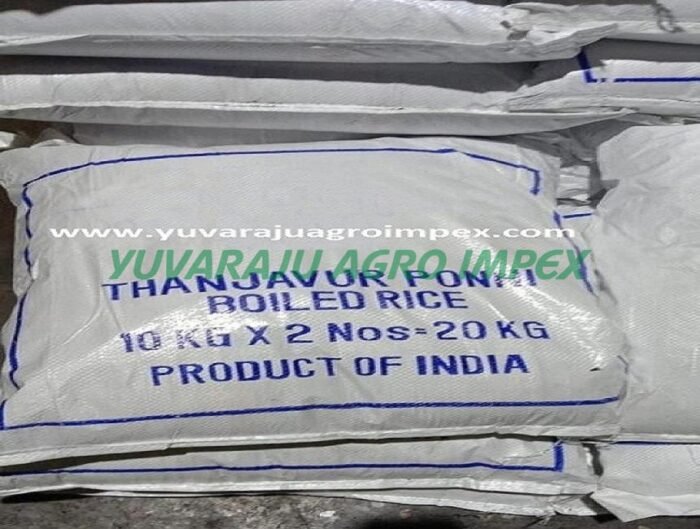 www.yuvarajuagroimpex.com
YUVARAJU AGRO IMPEX
THANJAVUR PONNI
BOILED RICE
10 KG X 2 Nos=20 KG
PRODUCT OF INDIA